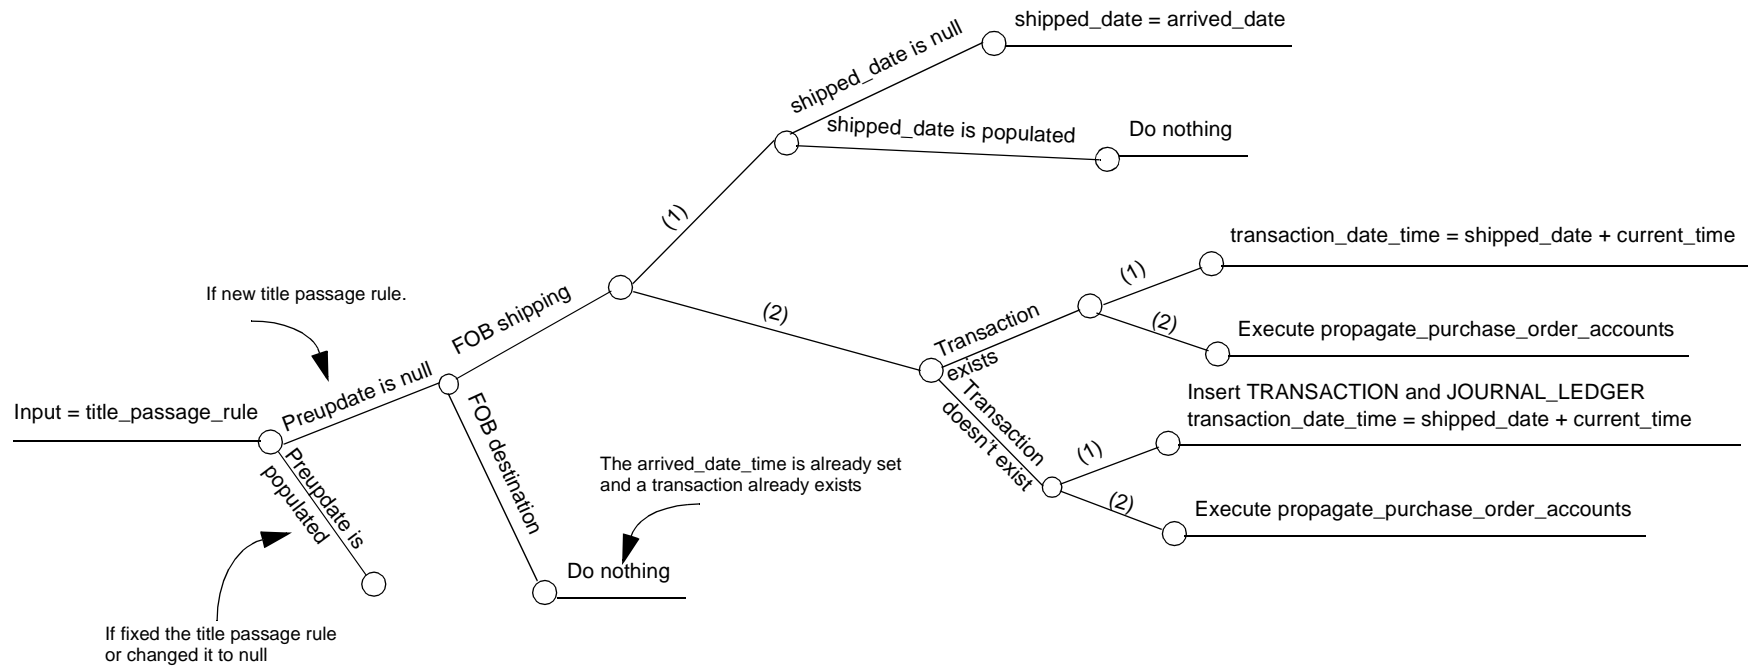 shipped_date = arrived_date
shipped_date is null
shipped_date is populated
Do nothing
(1)
transaction_date_time = shipped_date + current_time
(1)
If new title passage rule.
FOB shipping
(2)
Transaction
exists
(2)
Execute propagate_purchase_order_accounts
Preupdate is null
Input = title_passage_rule
Insert TRANSACTION and JOURNAL_LEDGER
transaction_date_time = shipped_date + current_time
Transaction
doesn't exist
(1)
(2)
Execute propagate_purchase_order_accounts
FOB destination
Preupdate is
populated
The arrived_date_time is already set
and a transaction already exists
Do nothing
If fixed the title passage rule
or changed it to null